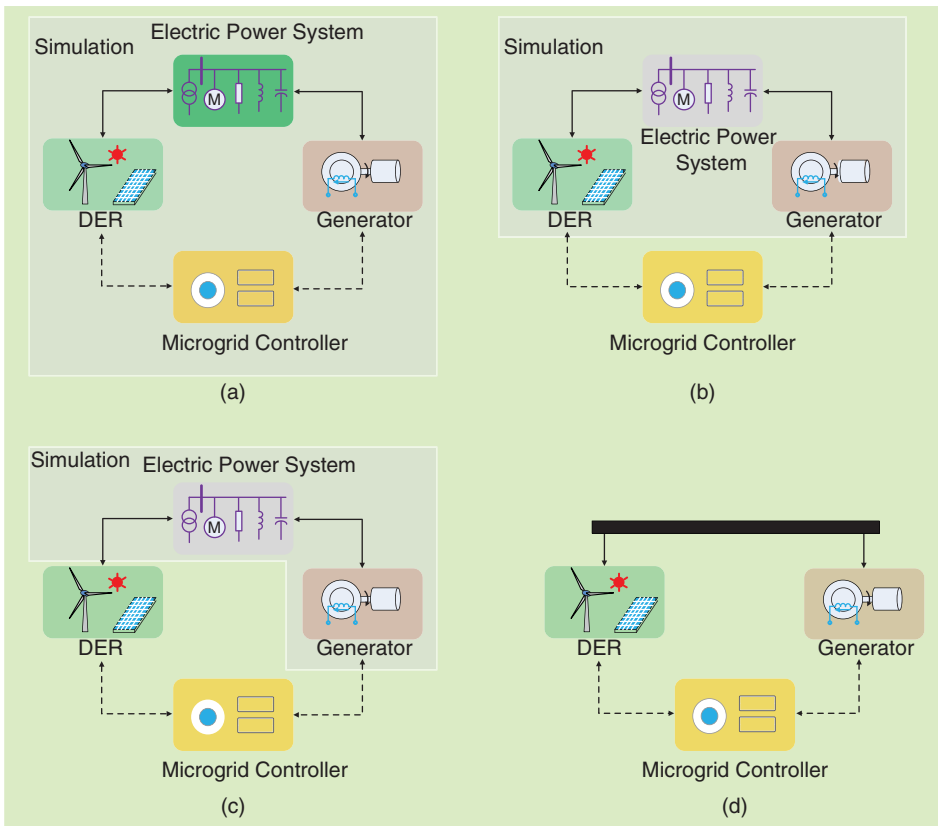 Electric Power System
Simulation
M
DER
Generator
Microgrid Controller
(a)
Simulation
M
Electric Power
System
DER
Generator
Microgrid Controller
(b)
Simulation
Electric Power System
M
DER
Generator
Microgrid Controller
(c)
DER
Generator
Microgrid Controller
(d)